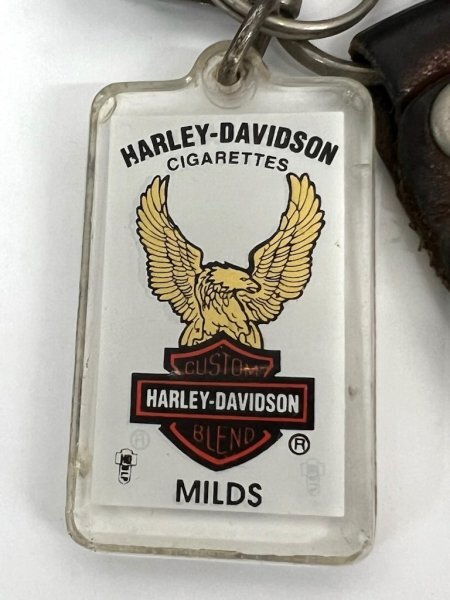 HARLEY-DAVIDSON
CIGARETTES
CUSTOM
HARLEY-DAVIDSON
BLEND
®
MILDS